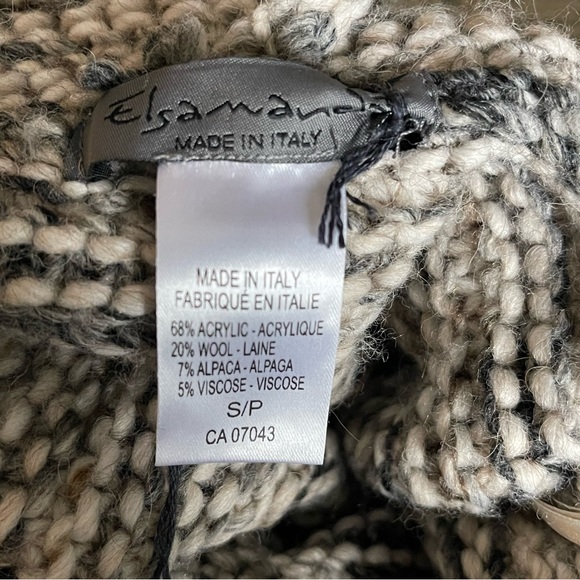 Elsamanda
MADE IN ITALY
MADE IN ITALY
FABRIQUÉ EN ITALIE
68% ACRYLIC - ACRYLIQUE
20% WOOL - LAINE
7% ALPACA - ALPAGA
5% VISCOSE - VISCOSE
S/P
CA 07043